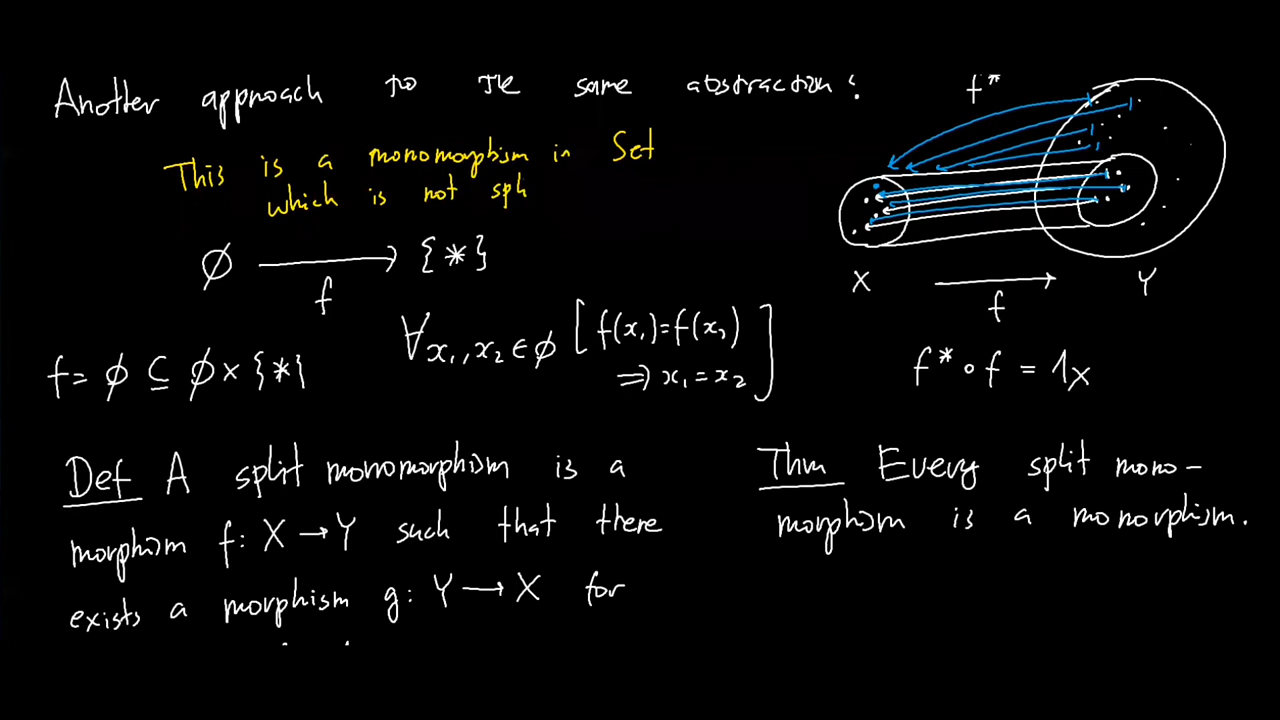 Another approach to the same abstraction:
This is a monomorphism in Set
which is not spli
∅ ⟶ {*}
f
f = ∅ ⊆ ∅ × {*}
∀x₁, x₂ ∈ ∅ [ f(x₁) = f(x₂)
⟹ x₁ = x₂ ]
f*
X ⟶ Y
f
f* ∘ f = 1x
Def A split monomorphism is a
morphism f: X → Y such that there
exists a morphism g: Y ⟶ X for
Thm Every split mono-
morphism is a monorphism.